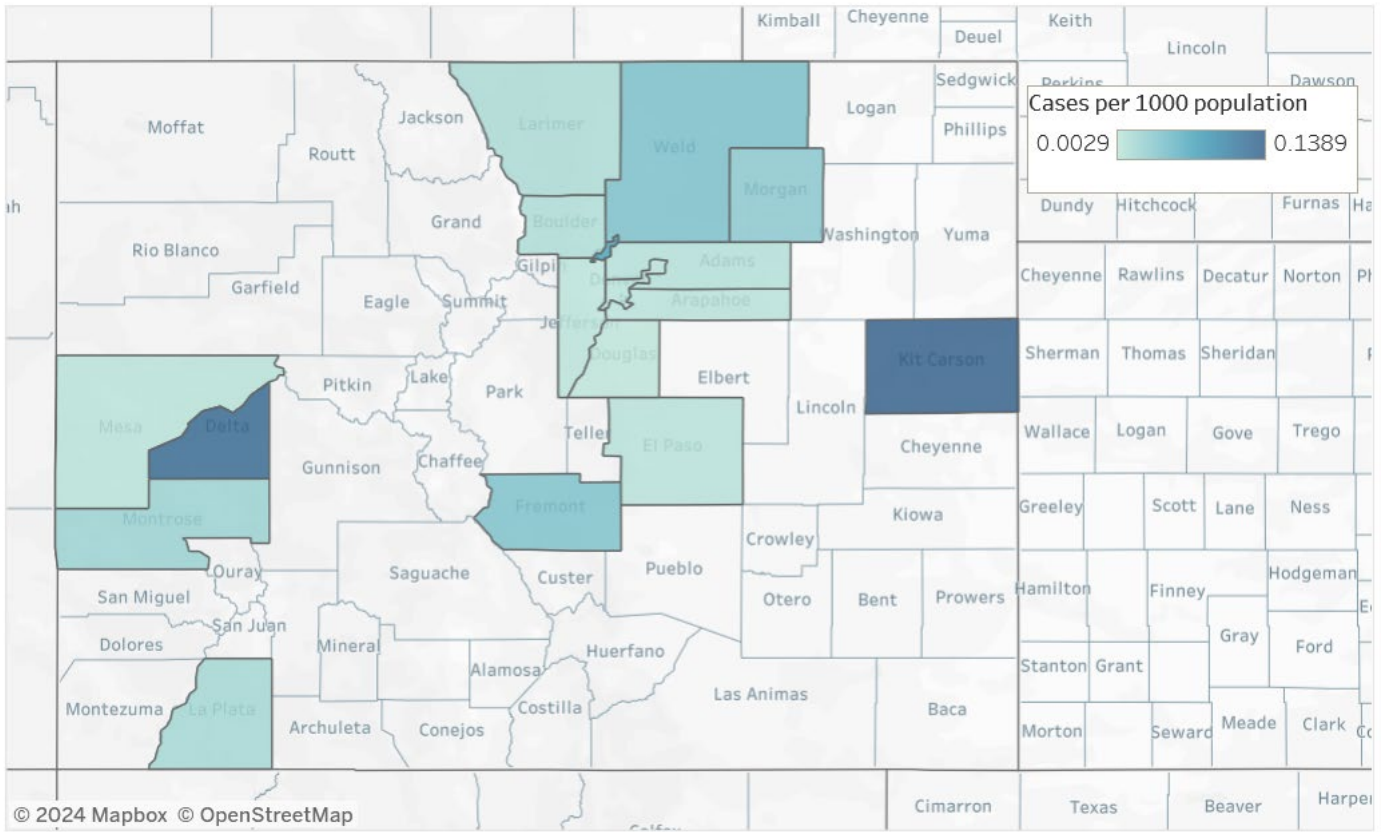 Kimball
Cheyenne
Keith
Deuel
Lincoln
Sedgwick
Perkins
Dawson
Cases per 1000 population
0.0029
0.1389
Jackson
Larimer
Logan
Moffat
Phillips
Routt
Weld
Morgan
Dundy
Hitchcock
Furnas
Ha
ah
Grand
Boulder
Washington
Yuma
Rio Blanco
Gilpi
Adams
Cheyenne
Rawlins
Decatur
Norton
Ph
Garfield
Eagle
Summit
Arapahoe
Jefferson
Douglas
Kit Carson
Sherman
Thomas
Sheridan
Pitkin
Lake
Park
Elbert
Lincoln
Mesa
Delta
Teller
El Paso
Wallace
Logan
Gove
Trego
Gunnison
Chaffee
Cheyenne
Montrose
Fremont
Kiowa
Greeley
Scott
Lane
Ness
Crowley
Ouray
Saguache
Custer
Pueblo
Hodgeman
San Miguel
Otero
Bent
Prowers
Hamilton
Finney
San Juan
Dolores
Mineral
Huerfano
Gray
Ford
Alamosa
Stanton
Grant
Montezuma
La Plata
Costilla
Las Animas
Baca
Archuleta
Conejos
Morton
Seward
Meade
Clark
© 2024 Mapbox © OpenStreetMap
Cimarron
Texas
Beaver
Harper